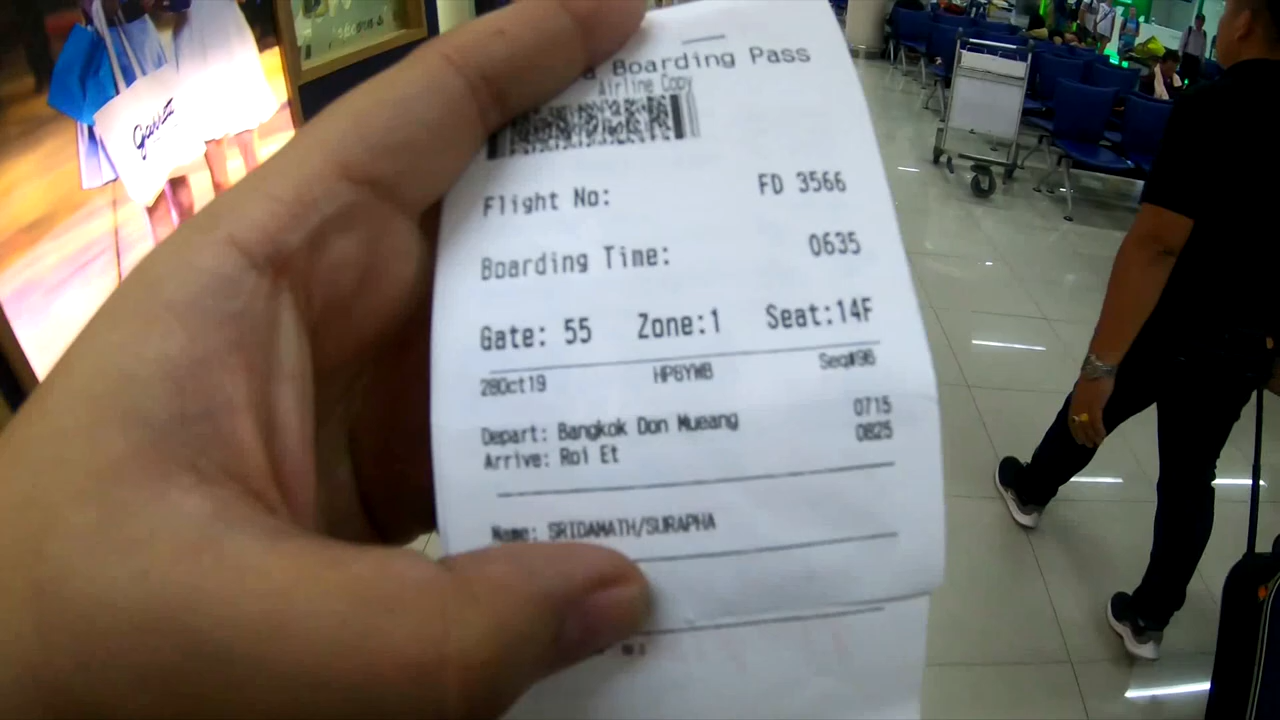 a Boarding Pass
Airline Copy
Flight No: FD 3566
Boarding Time: 0635
Gate: 55 Zone:1 Seat:14F
28Oct19 HP6YWB Seq#96
Depart: Bangkok Don Mueang 0715
Arrive: Roi Et 0825
Name: SRIDAMATH/SURAPHA